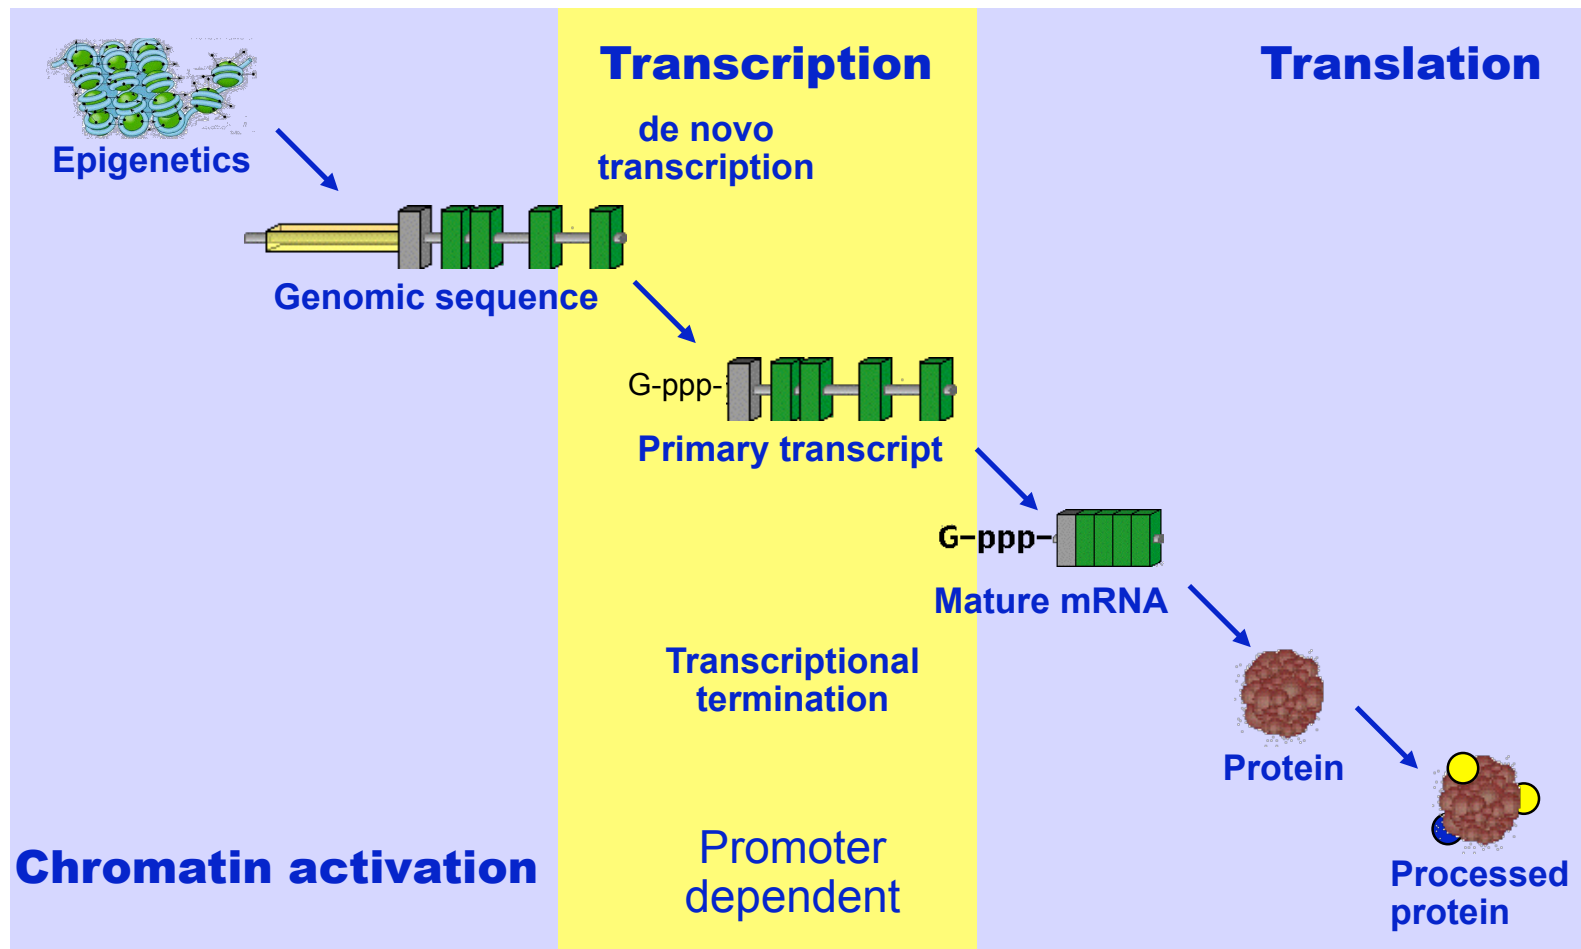 Transcription
Translation
de novo
transcription
Epigenetics
Genomic sequence
G-ppp-
Primary transcript
G-ppp-
Mature mRNA
Transcriptional
termination
Protein
Chromatin activation
Promoter
dependent
Processed
protein